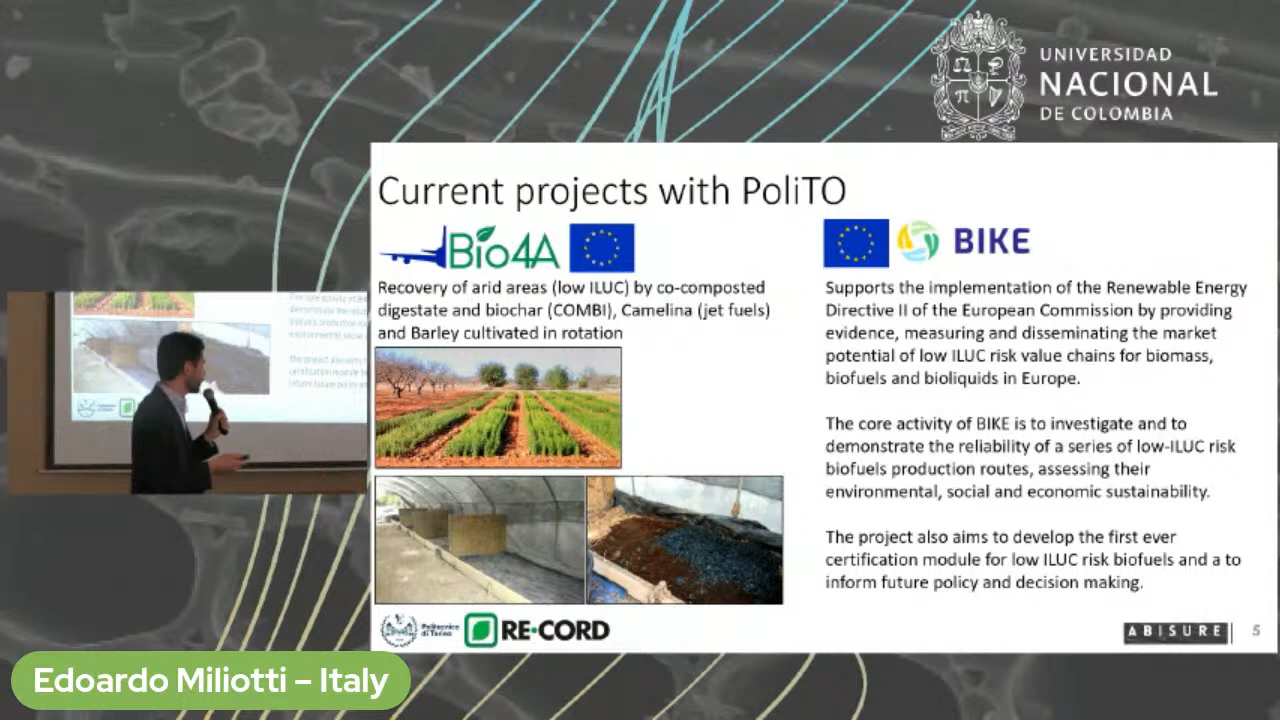 UNIVERSIDAD
NACIONAL
DE COLOMBIA
Current projects with PoliTO
Bio4A
BIKE
Recovery of arid areas (low ILUC) by co-composted
digestate and biochar (COMBI), Camelina (jet fuels)
and Barley cultivated in rotation
Supports the implementation of the Renewable Energy
Directive II of the European Commission by providing
evidence, measuring and disseminating the market
potential of low ILUC risk value chains for biomass,
biofuels and bioliquids in Europe.
The core activity of BIKE is to investigate and to
demonstrate the reliability of a series of low-ILUC risk
biofuels production routes, assessing their
environmental, social and economic sustainability.
The project also aims to develop the first ever
certification module for low ILUC risk biofuels and a to
inform future policy and decision making.
Politecnico
di Torino
RE-CORD
ABISURE
5
Edoardo Miliotti – Italy